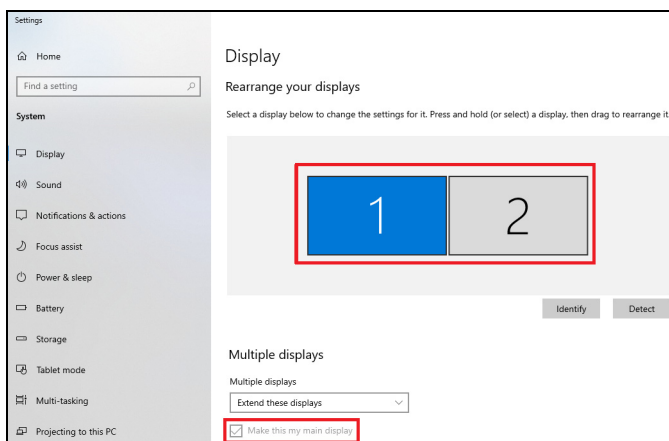 Settings
Home
Find a setting
System
Display
Sound
Notifications & actions
Focus assist
Power & sleep
Battery
Storage
Tablet mode
Multi-tasking
Projecting to this PC
Display
Rearrange your displays
Select a display below to change the settings for it. Press and hold (or select) a display, then drag to rearrange it
1 2
Identify Detect
Multiple displays
Multiple displays
Extend these displays
Make this my main display